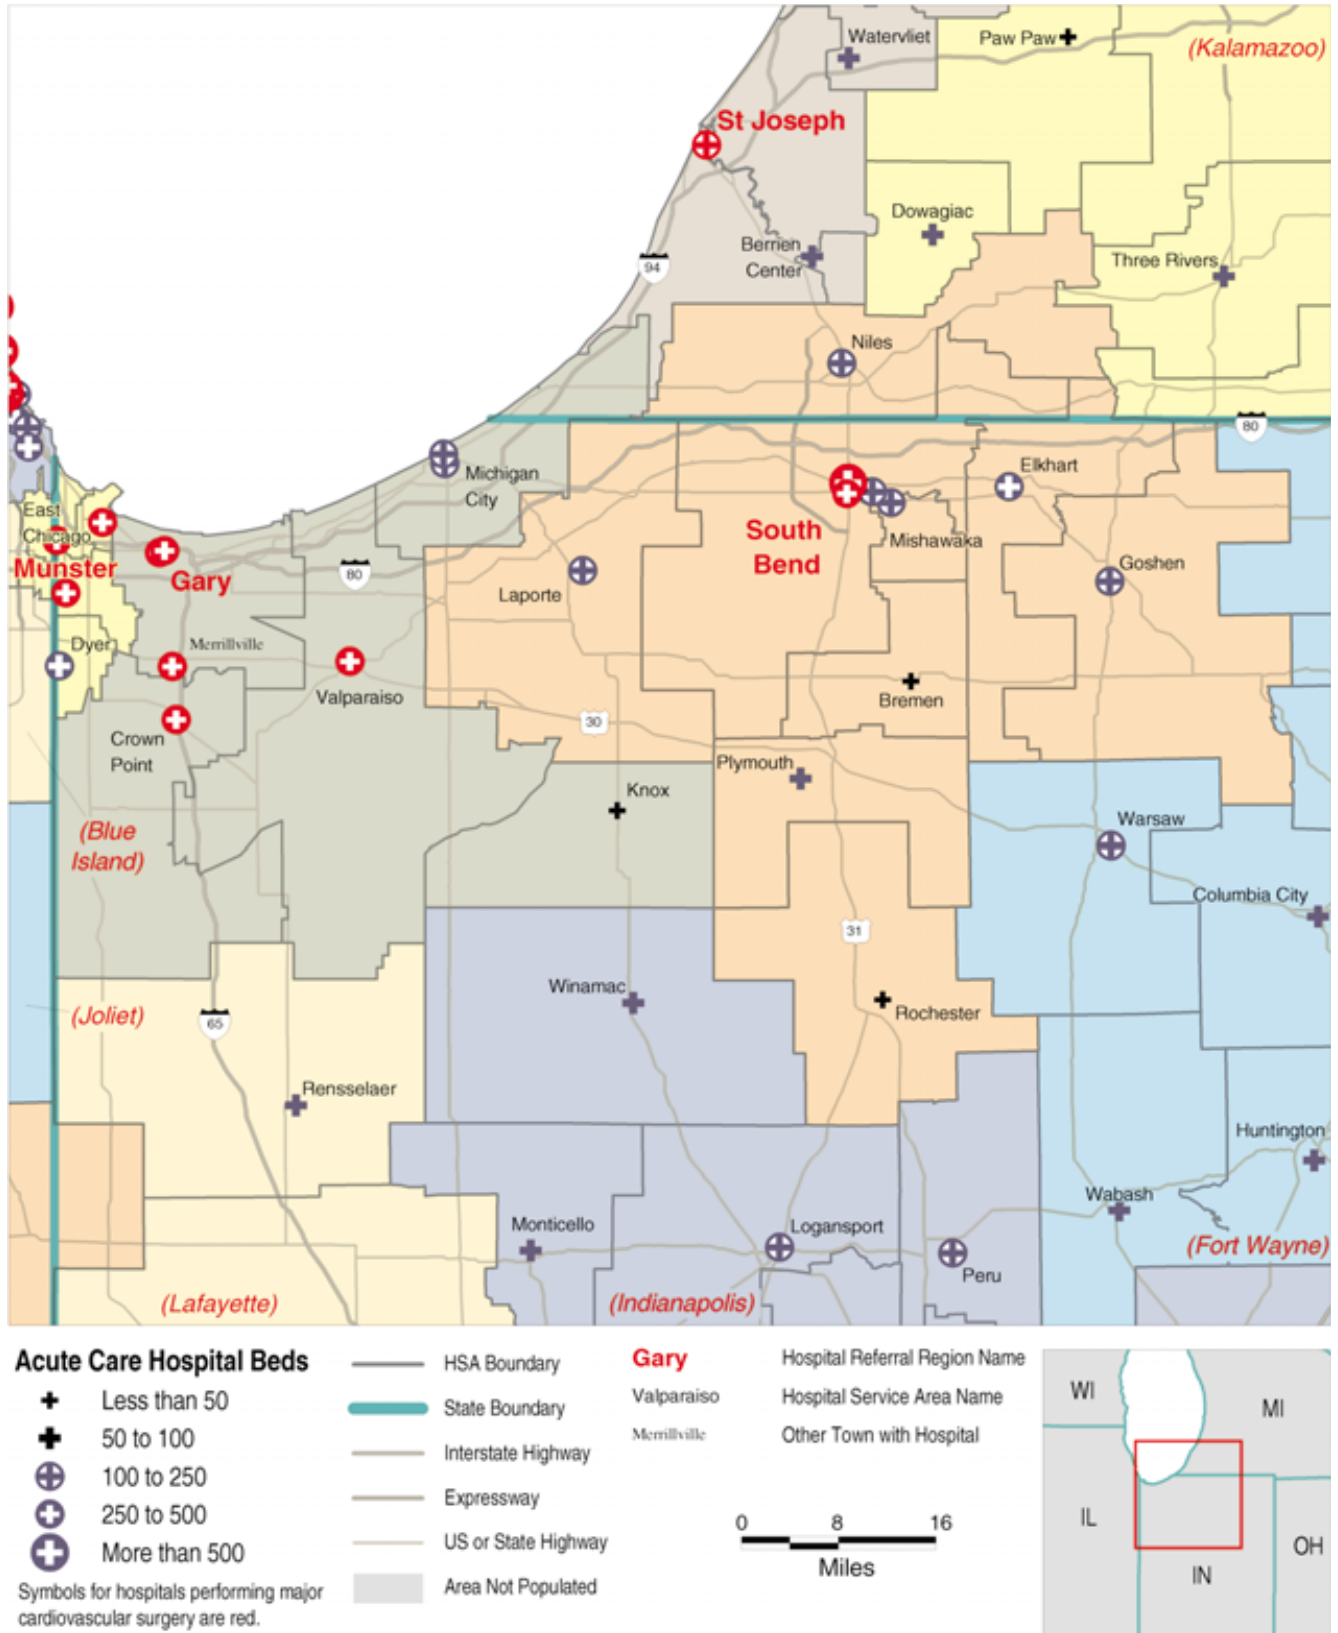 Watervliet
Paw Paw
(Kalamazoo)
St Joseph
Dowagiac
Berrien
Center
Three Rivers
94
Niles
80
Michigan
City
Elkhart
East
Chicago
South
Bend
Mishawaka
Munster
Gary
80
Laporte
Goshen
Dyer
Merrillville
Valparaiso
Bremen
30
Crown
Point
Plymouth
Knox
(Blue
Island)
Warsaw
Columbia City
31
Winamac
Rochester
(Joliet)
65
Rensselaer
Huntington
Wabash
Monticello
Logansport
Peru
(Fort Wayne)
(Lafayette)
(Indianapolis)
Acute Care Hospital Beds
Less than 50
50 to 100
100 to 250
250 to 500
More than 500
Symbols for hospitals performing major
cardiovascular surgery are red.
HSA Boundary
State Boundary
Interstate Highway
Expressway
US or State Highway
Area Not Populated
Gary Hospital Referral Region Name
Valparaiso Hospital Service Area Name
Merrillville Other Town with Hospital
0 8 16
Miles
WI
MI
IL
IN
OH